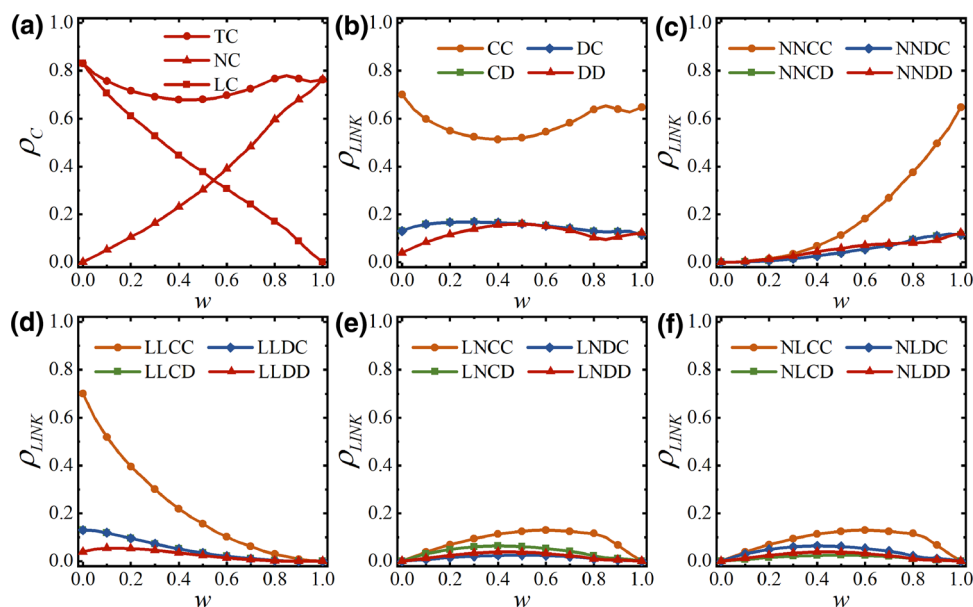 (a)
TC
NC
LC
ρC
1.0
0.8
0.6
0.4
0.2
0.0
0.0 0.2 0.4 0.6 0.8 1.0
w
(b)
CC DC
CD DD
ρLINK
1.0
0.8
0.6
0.4
0.2
0.0
0.0 0.2 0.4 0.6 0.8 1.0
w
(c)
NNCC NNDC
NNCD NNDD
ρLINK
1.0
0.8
0.6
0.4
0.2
0.0
0.0 0.2 0.4 0.6 0.8 1.0
w
(d)
LLCC LLDC
LLCD LLDD
ρLINK
1.0
0.8
0.6
0.4
0.2
0.0
0.0 0.2 0.4 0.6 0.8 1.0
w
(e)
LNCC LNDC
LNCD LNDD
ρLINK
1.0
0.8
0.6
0.4
0.2
0.0
0.0 0.2 0.4 0.6 0.8 1.0
w
(f)
NLCC NLDC
NLCD NLDD
ρLINK
1.0
0.8
0.6
0.4
0.2
0.0
0.0 0.2 0.4 0.6 0.8 1.0
w